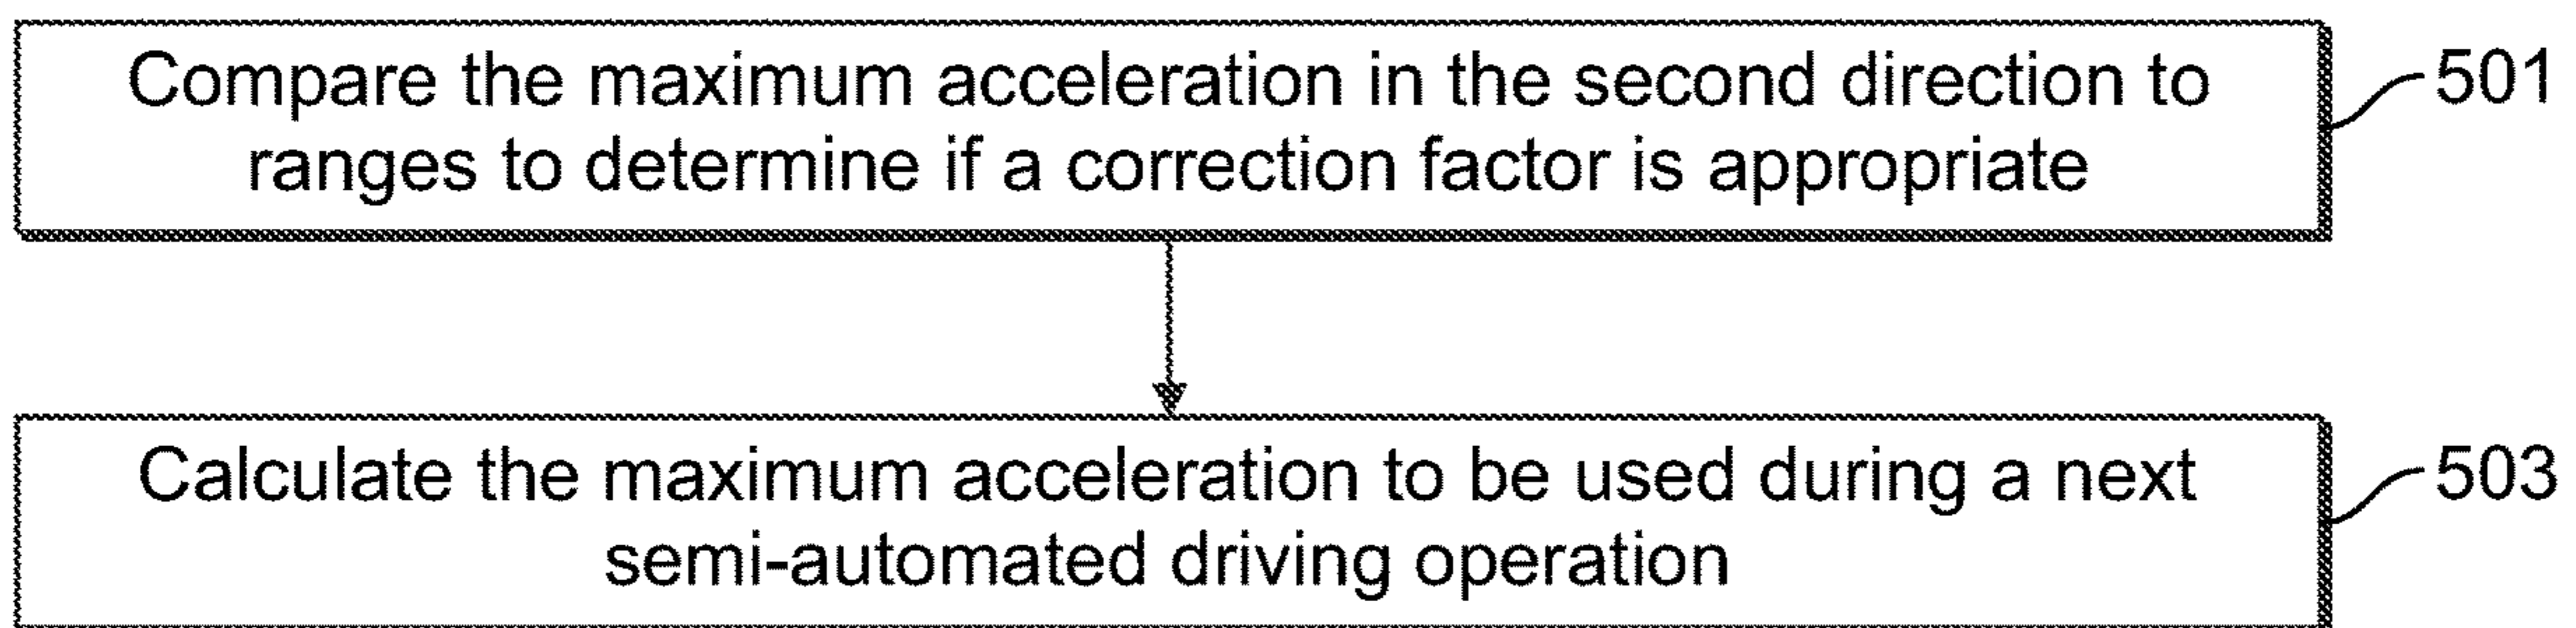 Compare the maximum acceleration in the second direction to
ranges to determine if a correction factor is appropriate
501
Calculate the maximum acceleration to be used during a next
semi-automated driving operation
503